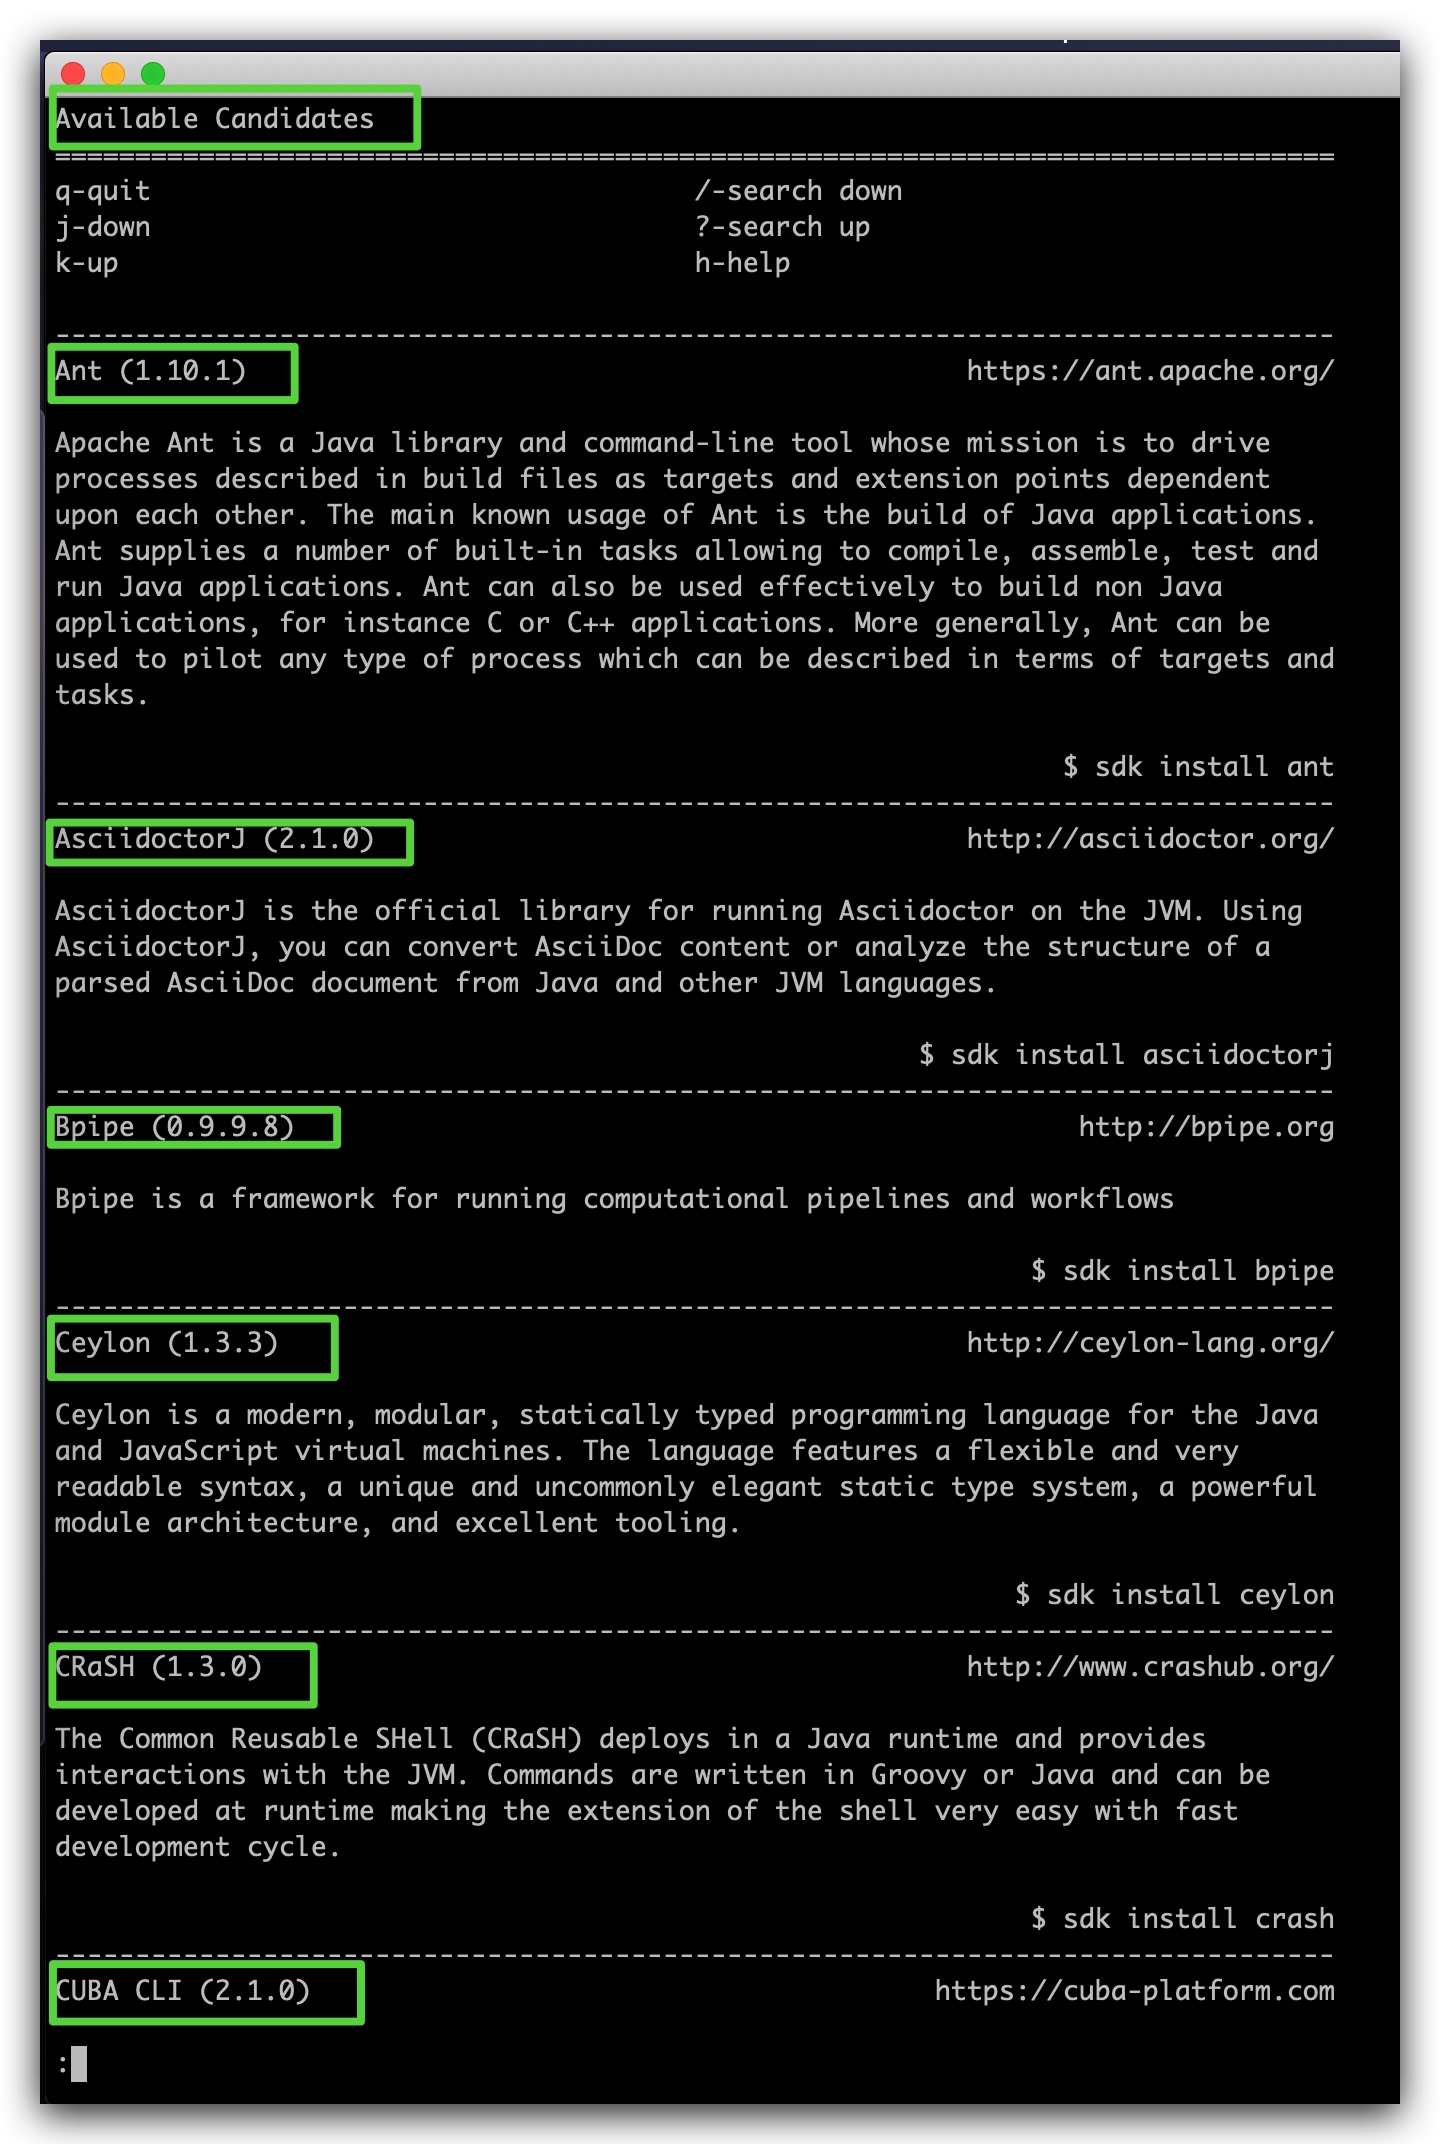 Available Candidates
================================================================================
q-quit                                  /-search down
j-down                                  ?-search up
k-up                                    h-help
--------------------------------------------------------------------------------
Ant (1.10.1)                                             https://ant.apache.org/
Apache Ant is a Java library and command-line tool whose mission is to drive
processes described in build files as targets and extension points dependent
upon each other. The main known usage of Ant is the build of Java applications.
Ant supplies a number of built-in tasks allowing to compile, assemble, test and
run Java applications. Ant can also be used effectively to build non Java
applications, for instance C or C++ applications. More generally, Ant can be
used to pilot any type of process which can be described in terms of targets and
tasks.
$ sdk install ant
--------------------------------------------------------------------------------
AsciidoctorJ (2.1.0)                                     http://asciidoctor.org/
AsciidoctorJ is the official library for running Asciidoctor on the JVM. Using
AsciidoctorJ, you can convert AsciiDoc content or analyze the structure of a
parsed AsciiDoc document from Java and other JVM languages.
$ sdk install asciidoctorj
--------------------------------------------------------------------------------
Bpipe (0.9.9.8)                                                 http://bpipe.org
Bpipe is a framework for running computational pipelines and workflows
$ sdk install bpipe
--------------------------------------------------------------------------------
Ceylon (1.3.3)                                           http://ceylon-lang.org/
Ceylon is a modern, modular, statically typed programming language for the Java
and JavaScript virtual machines. The language features a flexible and very
readable syntax, a unique and uncommonly elegant static type system, a powerful
module architecture, and excellent tooling.
$ sdk install ceylon
--------------------------------------------------------------------------------
CRaSH (1.3.0)                                            http://www.crashub.org/
The Common Reusable SHell (CRaSH) deploys in a Java runtime and provides
interactions with the JVM. Commands are written in Groovy or Java and can be
developed at runtime making the extension of the shell very easy with fast
development cycle.
$ sdk install crash
--------------------------------------------------------------------------------
CUBA CLI (2.1.0)                                       https://cuba-platform.com
: